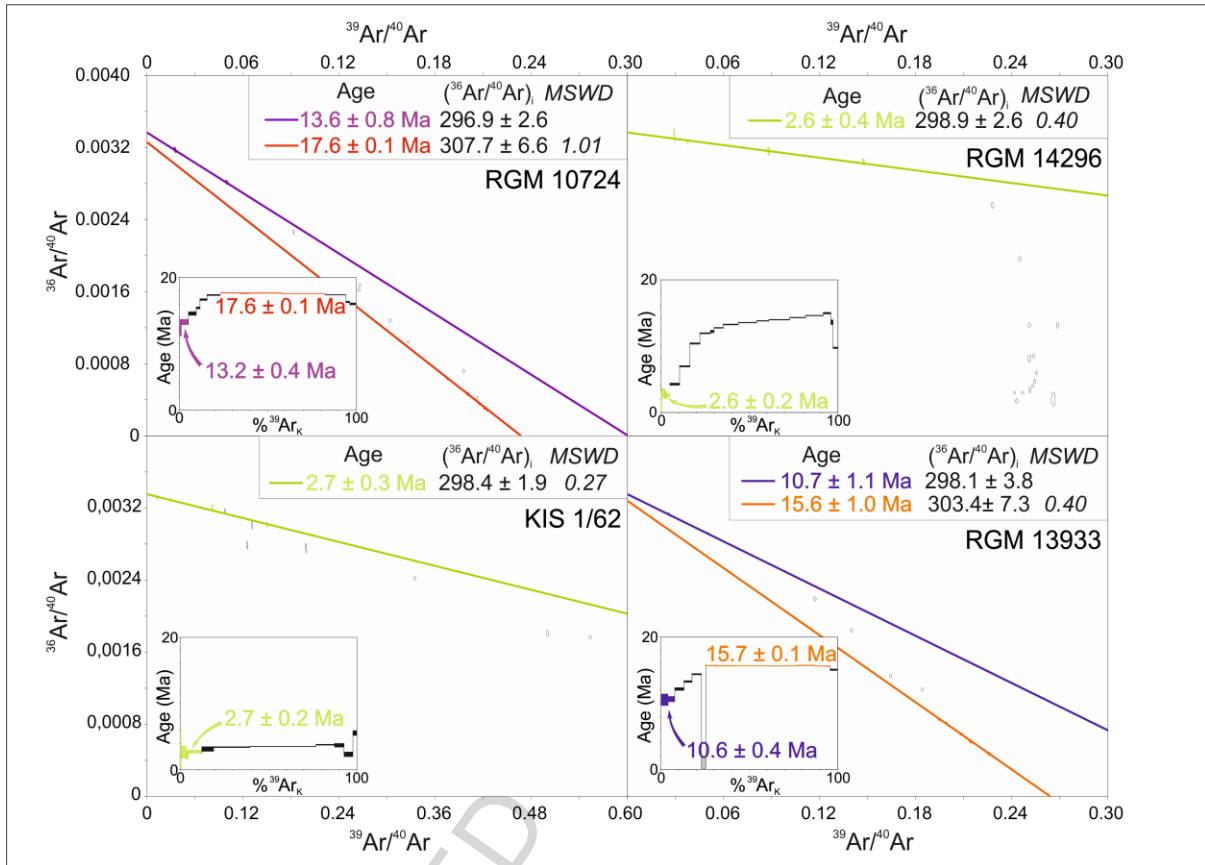 ³⁹Ar/⁴⁰Ar ³⁹Ar/⁴⁰Ar
0 0.06 0.12 0.18 0.24 0.30 0.06 0.12 0.18 0.24 0.30
0.0040
0.0032
0.0024
0.0016
0.0008
0
³⁶Ar/⁴⁰Ar
Age (³⁶Ar/⁴⁰Ar)i MSWD
13.6 ± 0.8 Ma 296.9 ± 2.6
17.6 ± 0.1 Ma 307.7 ± 6.6 1.01
RGM 10724
20
Age (Ma)
17.6 ± 0.1 Ma
13.2 ± 0.4 Ma
0
0 100
%³⁹ArK
Age (³⁶Ar/⁴⁰Ar)i MSWD
2.6 ± 0.4 Ma 298.9 ± 2.6 0.40
RGM 14296
20
Age (Ma)
2.6 ± 0.2 Ma
0
0 100
%³⁹ArK
Age (³⁶Ar/⁴⁰Ar)i MSWD
2.7 ± 0.3 Ma 298.4 ± 1.9 0.27
KIS 1/62
0,0032
0,0024
0,0016
0,0008
0
³⁶Ar/⁴⁰Ar
20
Age (Ma)
2.7 ± 0.2 Ma
0
0 100
%³⁹ArK
Age (³⁶Ar/⁴⁰Ar)i MSWD
10.7 ± 1.1 Ma 298.1 ± 3.8
15.6 ± 1.0 Ma 303.4± 7.3 0.40
RGM 13933
20
Age (Ma)
15.7 ± 0.1 Ma
10.6 ± 0.4 Ma
0
0 100
%³⁹ArK
0 0.12 0.24 0.36 0.48 0.60 0.06 0.12 0.18 0.24 0.30
³⁹Ar/⁴⁰Ar ³⁹Ar/⁴⁰Ar
ED